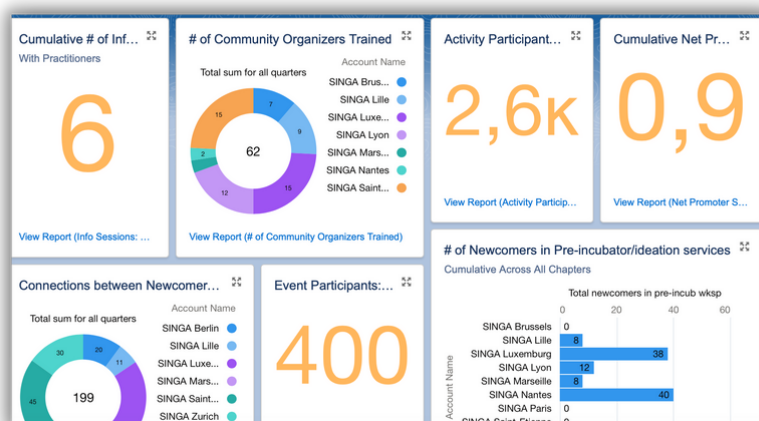 Cumulative # of Inf...
With Practitioners
6
View Report (Info Sessions: ...
# of Community Organizers Trained
Account Name
Total sum for all quarters
SINGA Brus...
SINGA Lille
SINGA Luxe...
SINGA Lyon
SINGA Mars...
SINGA Nantes
SINGA Saint...
7
9
15
12
2
15
62
View Report (# of Community Organizers Trained)
Activity Participant...
2,6K
View Report (Activity Particip...
Cumulative Net Pr...
0,9
View Report (Net Promoter S...
Connections between Newcomer...
Account Name
Total sum for all quarters
SINGA Berlin
SINGA Lille
SINGA Luxe...
SINGA Mars...
SINGA Saint...
SINGA Zurich
20
11
45
30
199
Event Participants:...
400
# of Newcomers in Pre-incubator/ideation services
Cumulative Across All Chapters
Total newcomers in pre-incub wksp
0 20 40 60
Account Name
SINGA Brussels 0
SINGA Lille 8
SINGA Luxemburg 38
SINGA Lyon 12
SINGA Marseille 8
SINGA Nantes 40
SINGA Paris 0